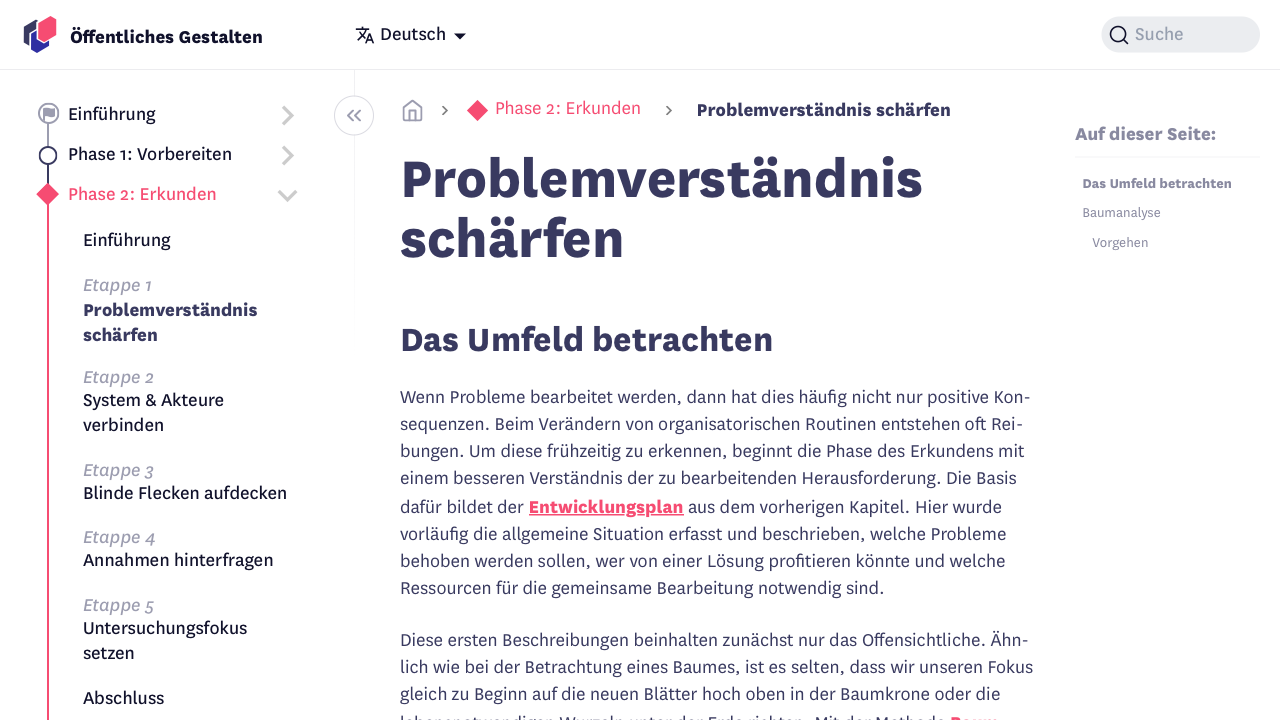 Öffentliches Gestalten
Deutsch
Suche
Einführung
Phase 1: Vorbereiten
Phase 2: Erkunden
Einführung
Etappe 1
Problemverständnis
schärfen
Etappe 2
System & Akteure
verbinden
Etappe 3
Blinde Flecken aufdecken
Etappe 4
Annahmen hinterfragen
Etappe 5
Untersuchungsfokus
setzen
Abschluss
Phase 2: Erkunden
Problemverständnis schärfen
Problemverständnis
schärfen
Das Umfeld betrachten
Wenn Probleme bearbeitet werden, dann hat dies häufig nicht nur positive Kon-
sequenzen. Beim Verändern von organisatorischen Routinen entstehen oft Rei-
bungen. Um diese frühzeitig zu erkennen, beginnt die Phase des Erkundens mit
einem besseren Verständnis der zu bearbeitenden Herausforderung. Die Basis
dafür bildet der Entwicklungsplan aus dem vorherigen Kapitel. Hier wurde
vorläufig die allgemeine Situation erfasst und beschrieben, welche Probleme
behoben werden sollen, wer von einer Lösung profitieren könnte und welche
Ressourcen für die gemeinsame Bearbeitung notwendig sind.
Diese ersten Beschreibungen beinhalten zunächst nur das Offensichtliche. Ähn-
lich wie bei der Betrachtung eines Baumes, ist es selten, dass wir unseren Fokus
gleich zu Beginn auf die neuen Blätter hoch oben in der Baumkrone oder die
Auf dieser Seite:
Das Umfeld betrachten
Baumanalyse
Vorgehen